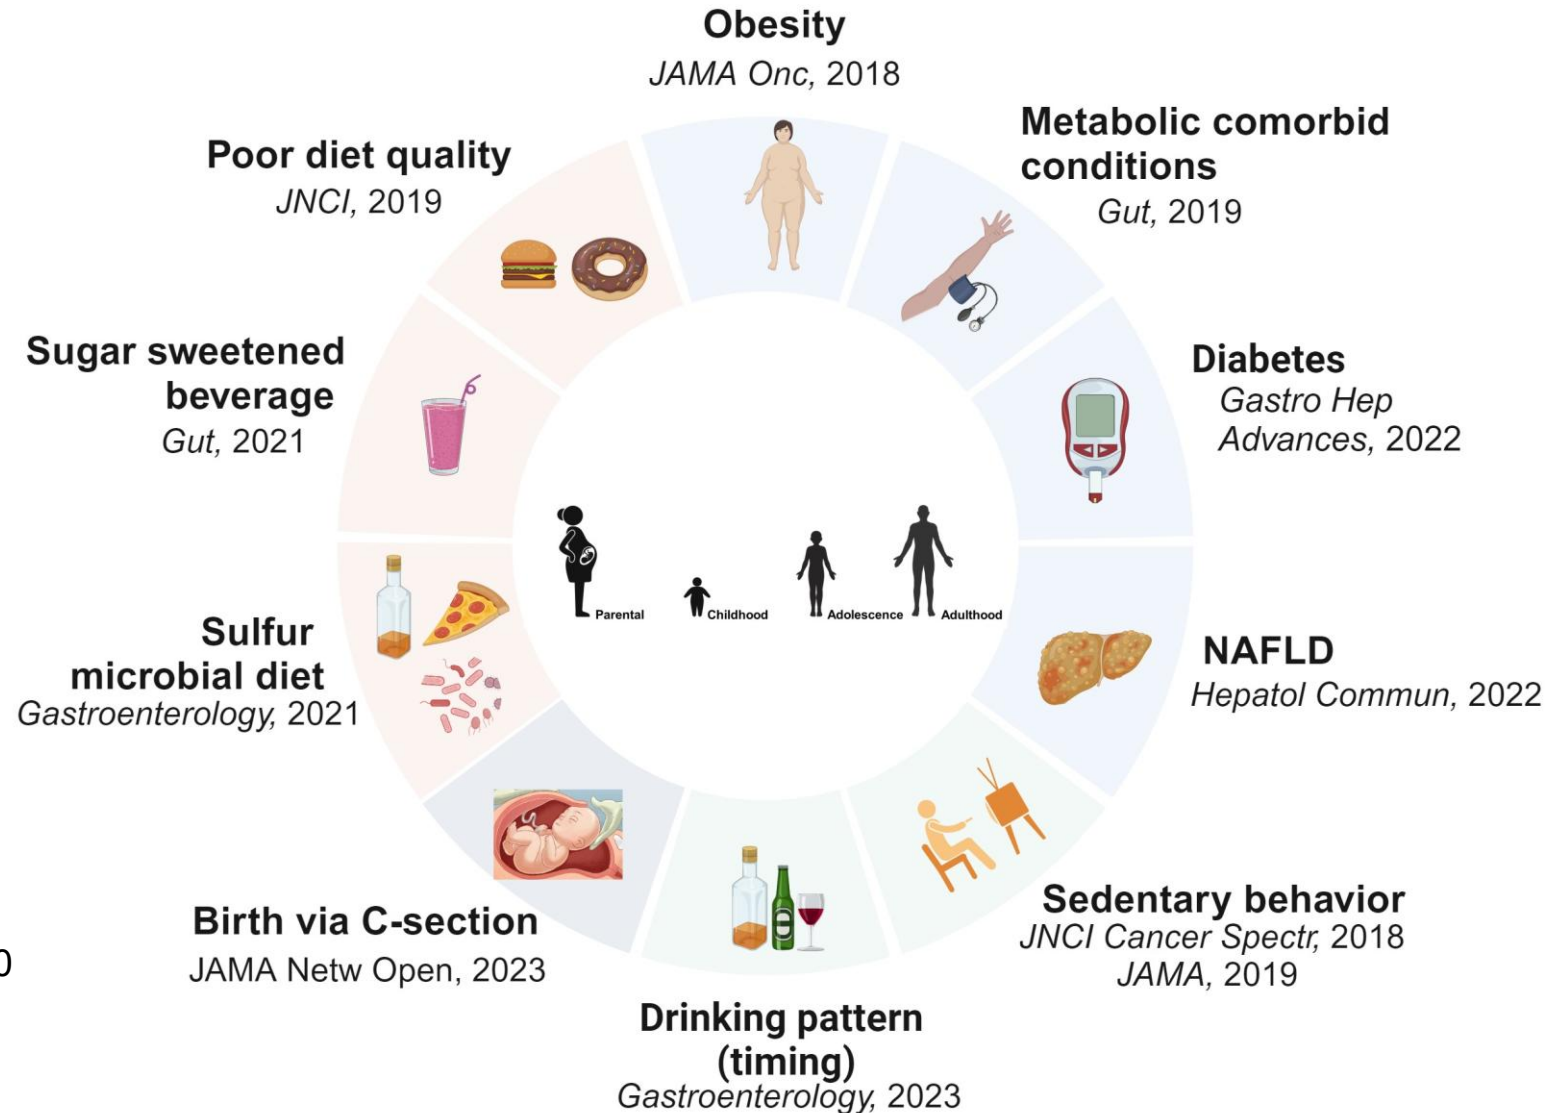 Obesity
JAMA Onc, 2018
Metabolic comorbid
conditions
Gut, 2019
Diabetes
Gastro Hep
Advances, 2022
NAFLD
Hepatol Commun, 2022
Sedentary behavior
JNCI Cancer Spectr, 2018
JAMA, 2019
Drinking pattern
(timing)
Gastroenterology, 2023
Birth via C-section
JAMA Netw Open, 2023
Sulfur
microbial diet
Gastroenterology, 2021
Sugar sweetened
beverage
Gut, 2021
Poor diet quality
JNCI, 2019
Parental
Childhood
Adolescence
Adulthood
0